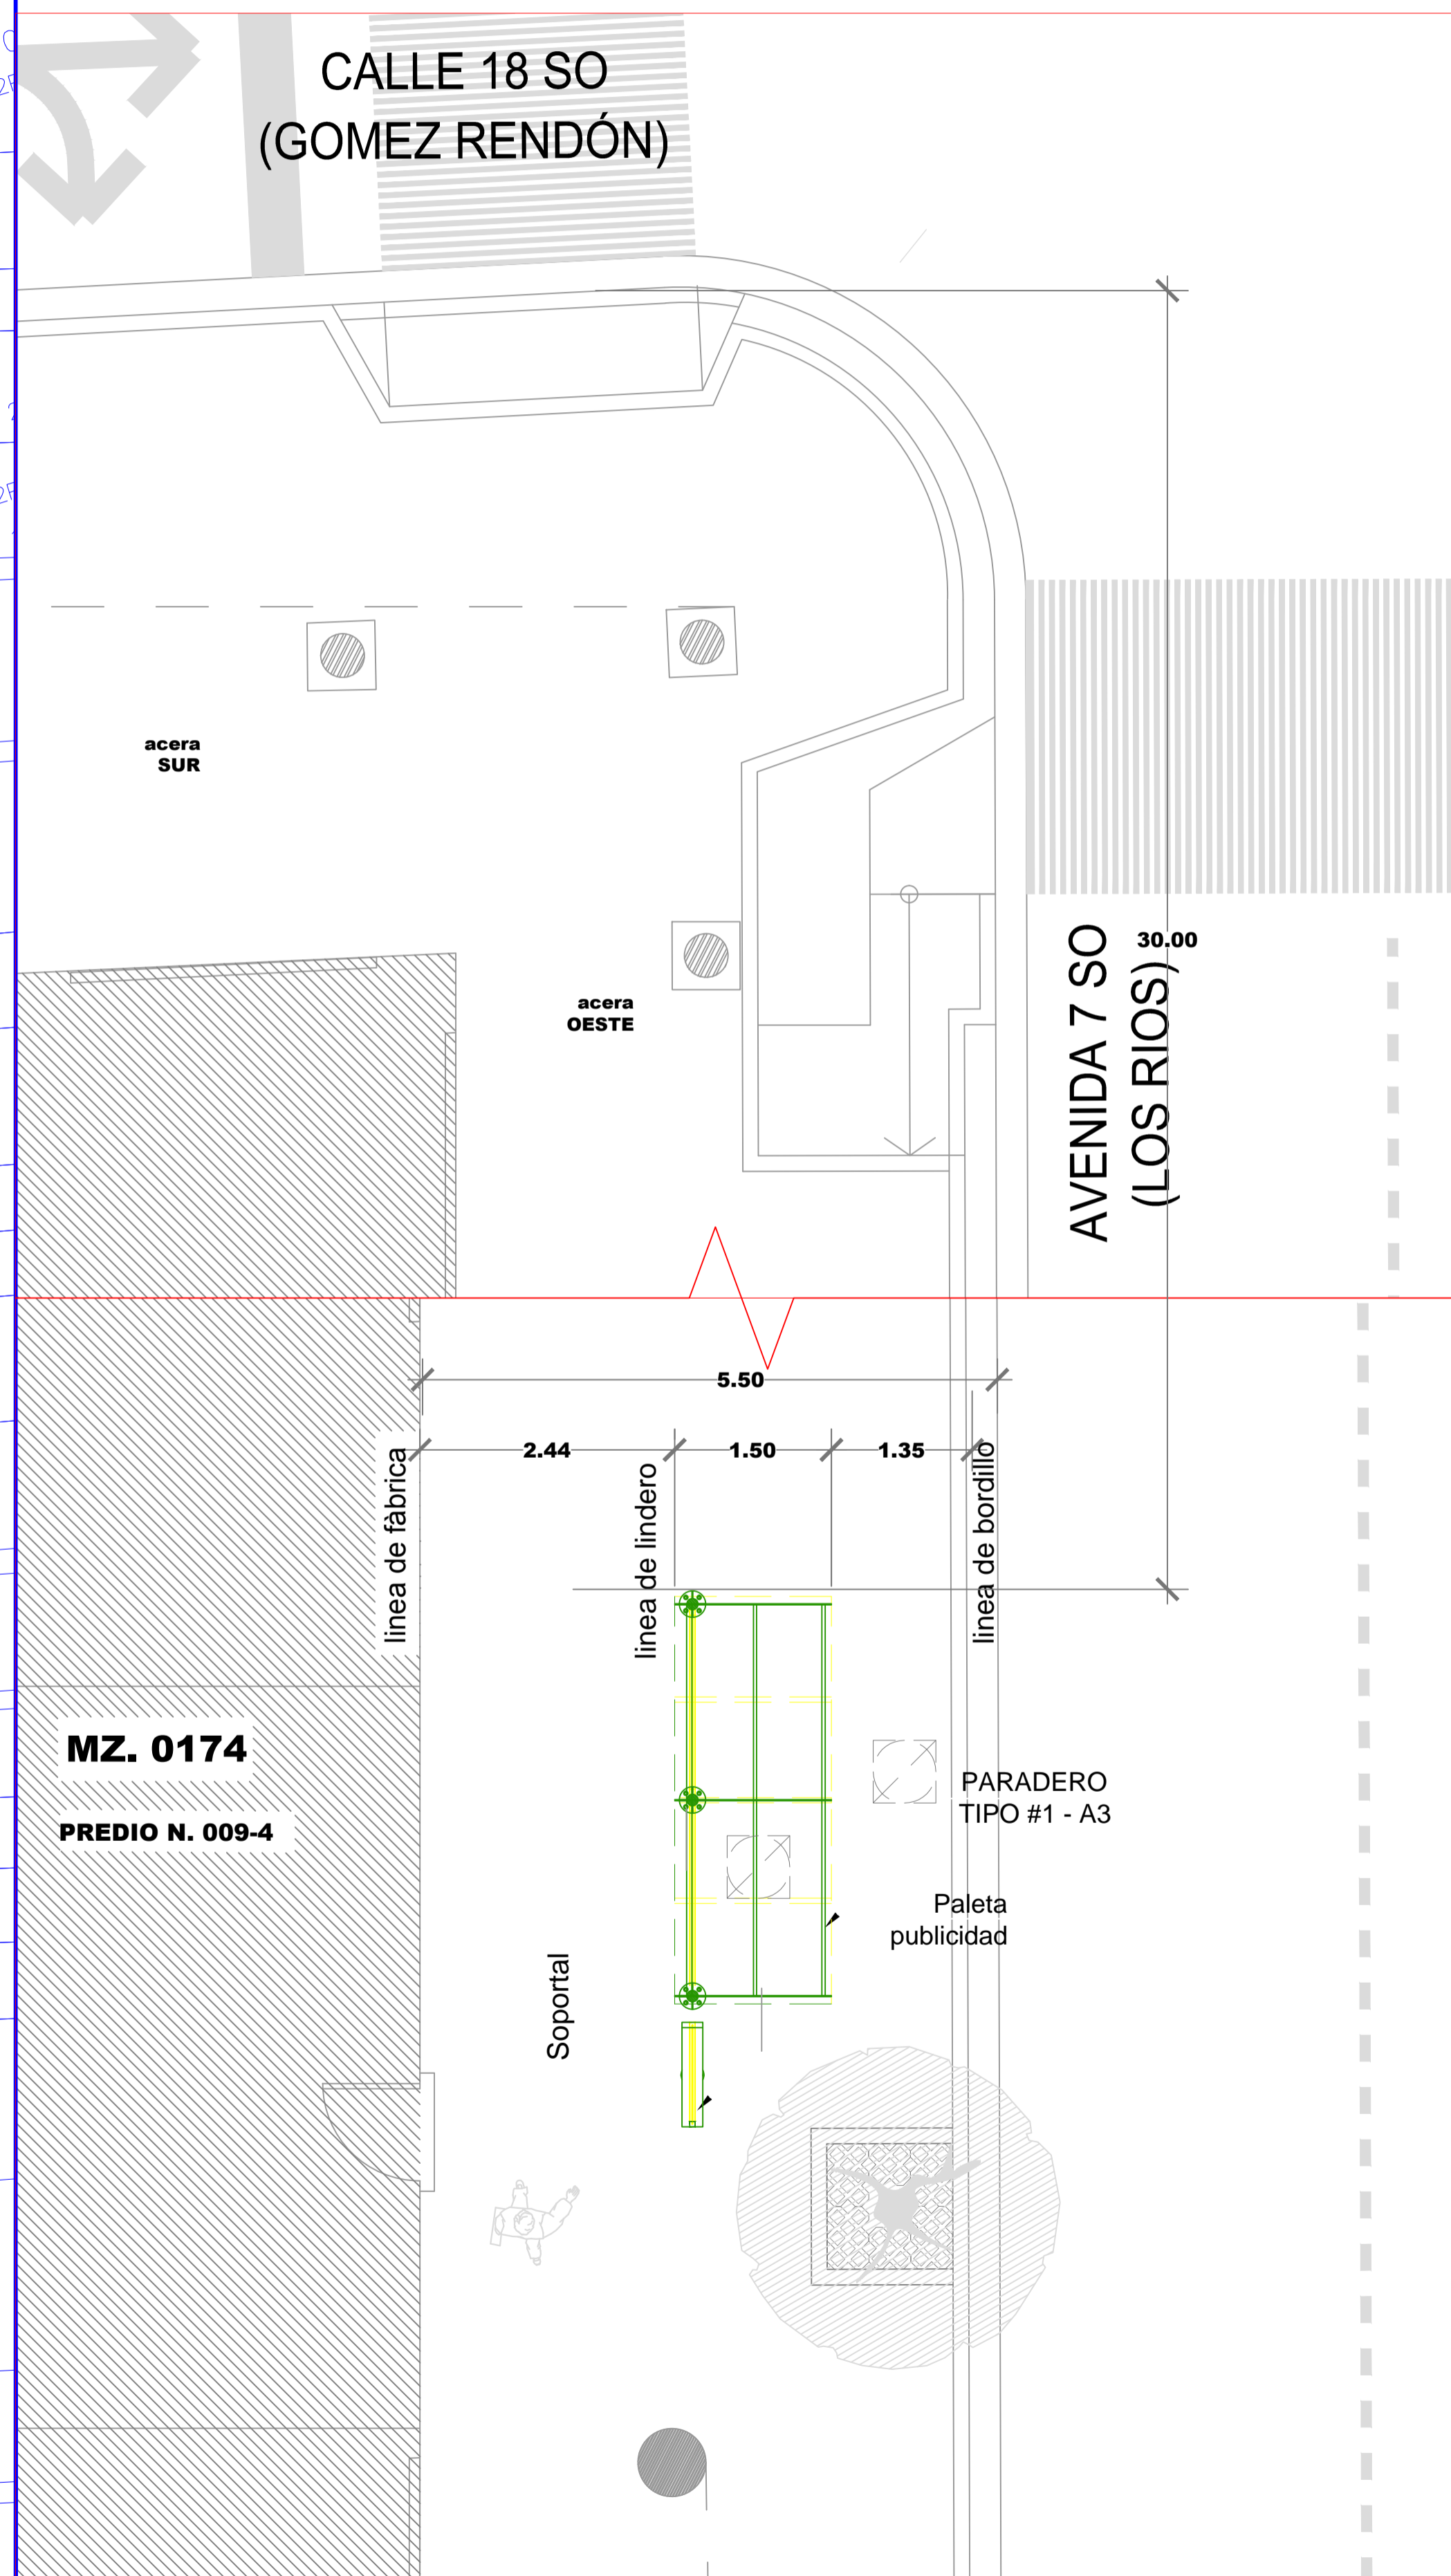 CALLE 18 SO
(GOMEZ RENDÓN)
acera
SUR
acera
OESTE
AVENIDA 7 SO
(LOS RIOS)
30.00
5.50
2.44
1.50
1.35
linea de fàbrica
linea de lindero
linea de bordillo
MZ. 0174
PREDIO N. 009-4
PARADERO
TIPO #1 - A3
Paleta
publicidad
Soportal